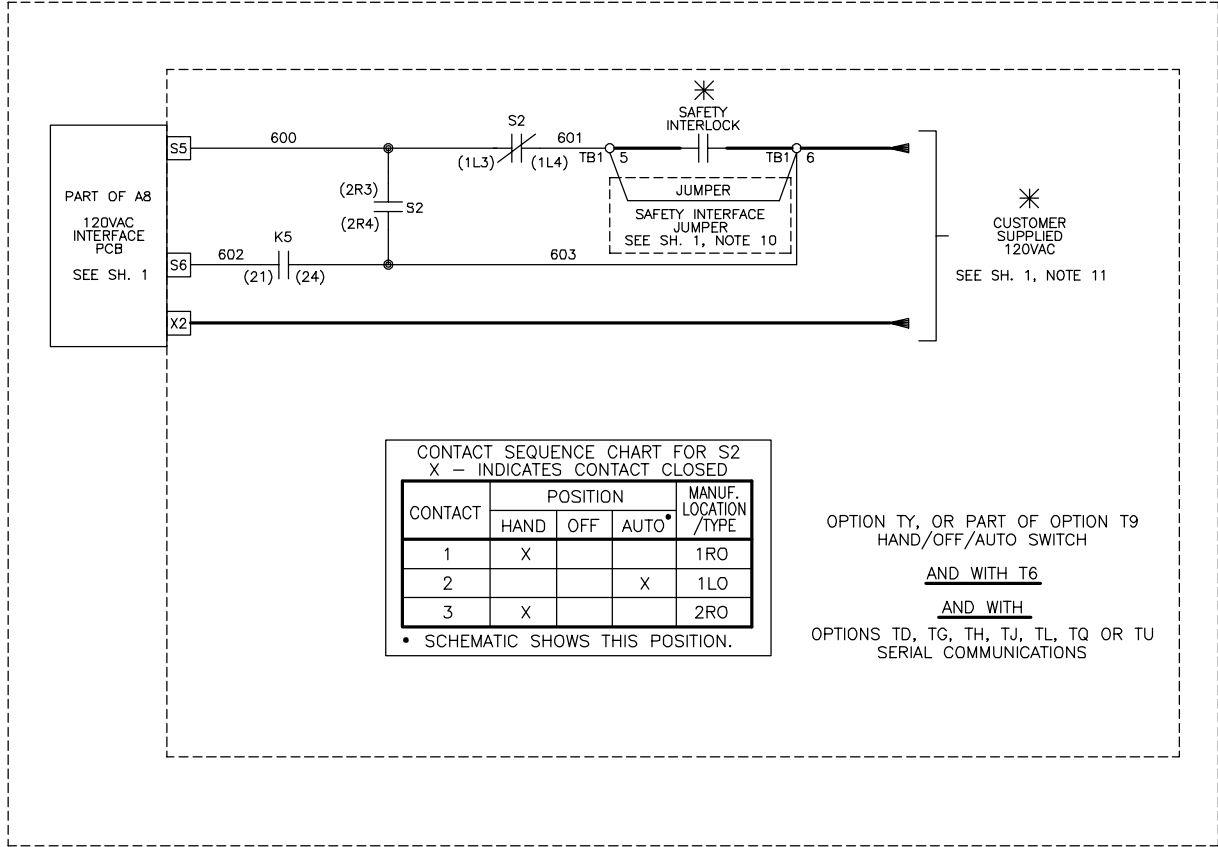 PART OF A8
120VAC
INTERFACE
PCB
SEE SH. 1
S5
S6
X2
600
S2
(1L3)
(1L4)
601
TB1
5
SAFETY
INTERLOCK
TB1
6
(2R3)
(2R4)
S2
JUMPER
SAFETY INTERFACE
JUMPER
SEE SH. 1, NOTE 10
602
K5
(21)
(24)
603
CUSTOMER
SUPPLIED
120VAC
SEE SH. 1, NOTE 11
CONTACT SEQUENCE CHART FOR S2
X – INDICATES CONTACT CLOSED
CONTACT POSITION MANUF. LOCATION /TYPE
HAND OFF AUTO•
1 X 1RO
2 X 1LO
3 X 2RO
• SCHEMATIC SHOWS THIS POSITION.
OPTION TY, OR PART OF OPTION T9
HAND/OFF/AUTO SWITCH
AND WITH T6
AND WITH
OPTIONS TD, TG, TH, TJ, TL, TQ OR TU
SERIAL COMMUNICATIONS